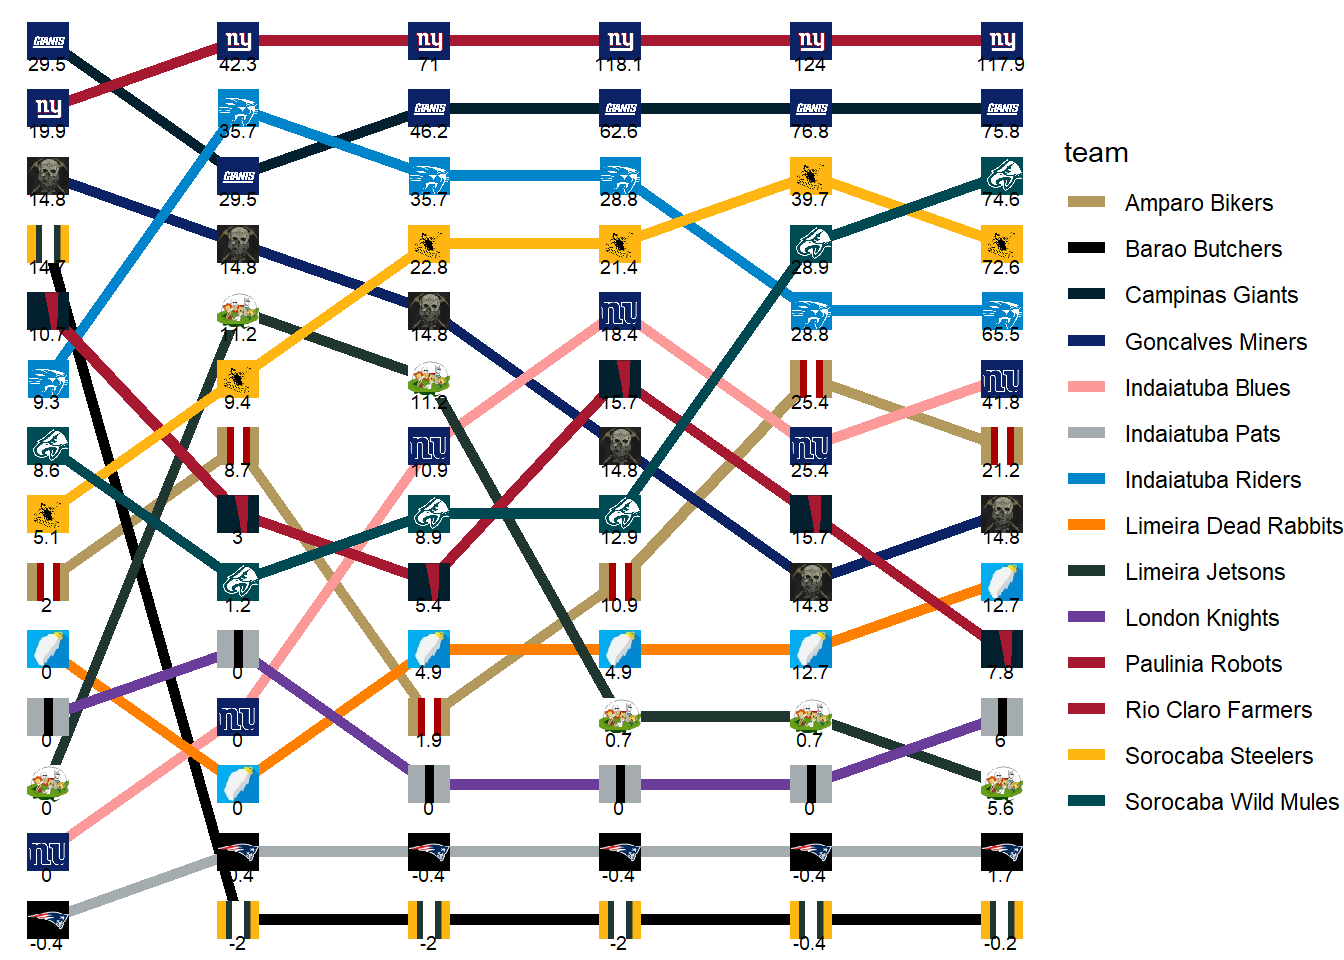 GIANTS ny ny ny ny ny
29.5 42.3 71 118.1 124 117.9
ny GIANTS GIANTS GIANTS GIANTS
19.9 35.7 46.2 62.6 76.8 75.8
GIANTS
14.8 29.5 35.7 28.8 39.7 74.6
14.7 14.8 22.8 21.4 28.9 72.6
nu
10.7 11.2 14.8 18.4 28.8 65.5
nu
9.3 9.4 11.2 15.7 25.4 41.8
nu nu
8.6 8.7 10.9 14.8 25.4 21.2
5.1 3 8.9 12.9 15.7 14.8
2 1.2 5.4 10.9 14.8 12.7
0 0 4.9 4.9 12.7 7.8
nu
0 0 1.9 0.7 0.7 6
0 0 0 0 0 5.6
nu
0 -0.4 -0.4 -0.4 -0.4 1.7
-0.4 -2 -2 -2 -0.4 -0.2
team
Amparo Bikers
Barao Butchers
Campinas Giants
Goncalves Miners
Indaiatuba Blues
Indaiatuba Pats
Indaiatuba Riders
Limeira Dead Rabbits
Limeira Jetsons
London Knights
Paulinia Robots
Rio Claro Farmers
Sorocaba Steelers
Sorocaba Wild Mules